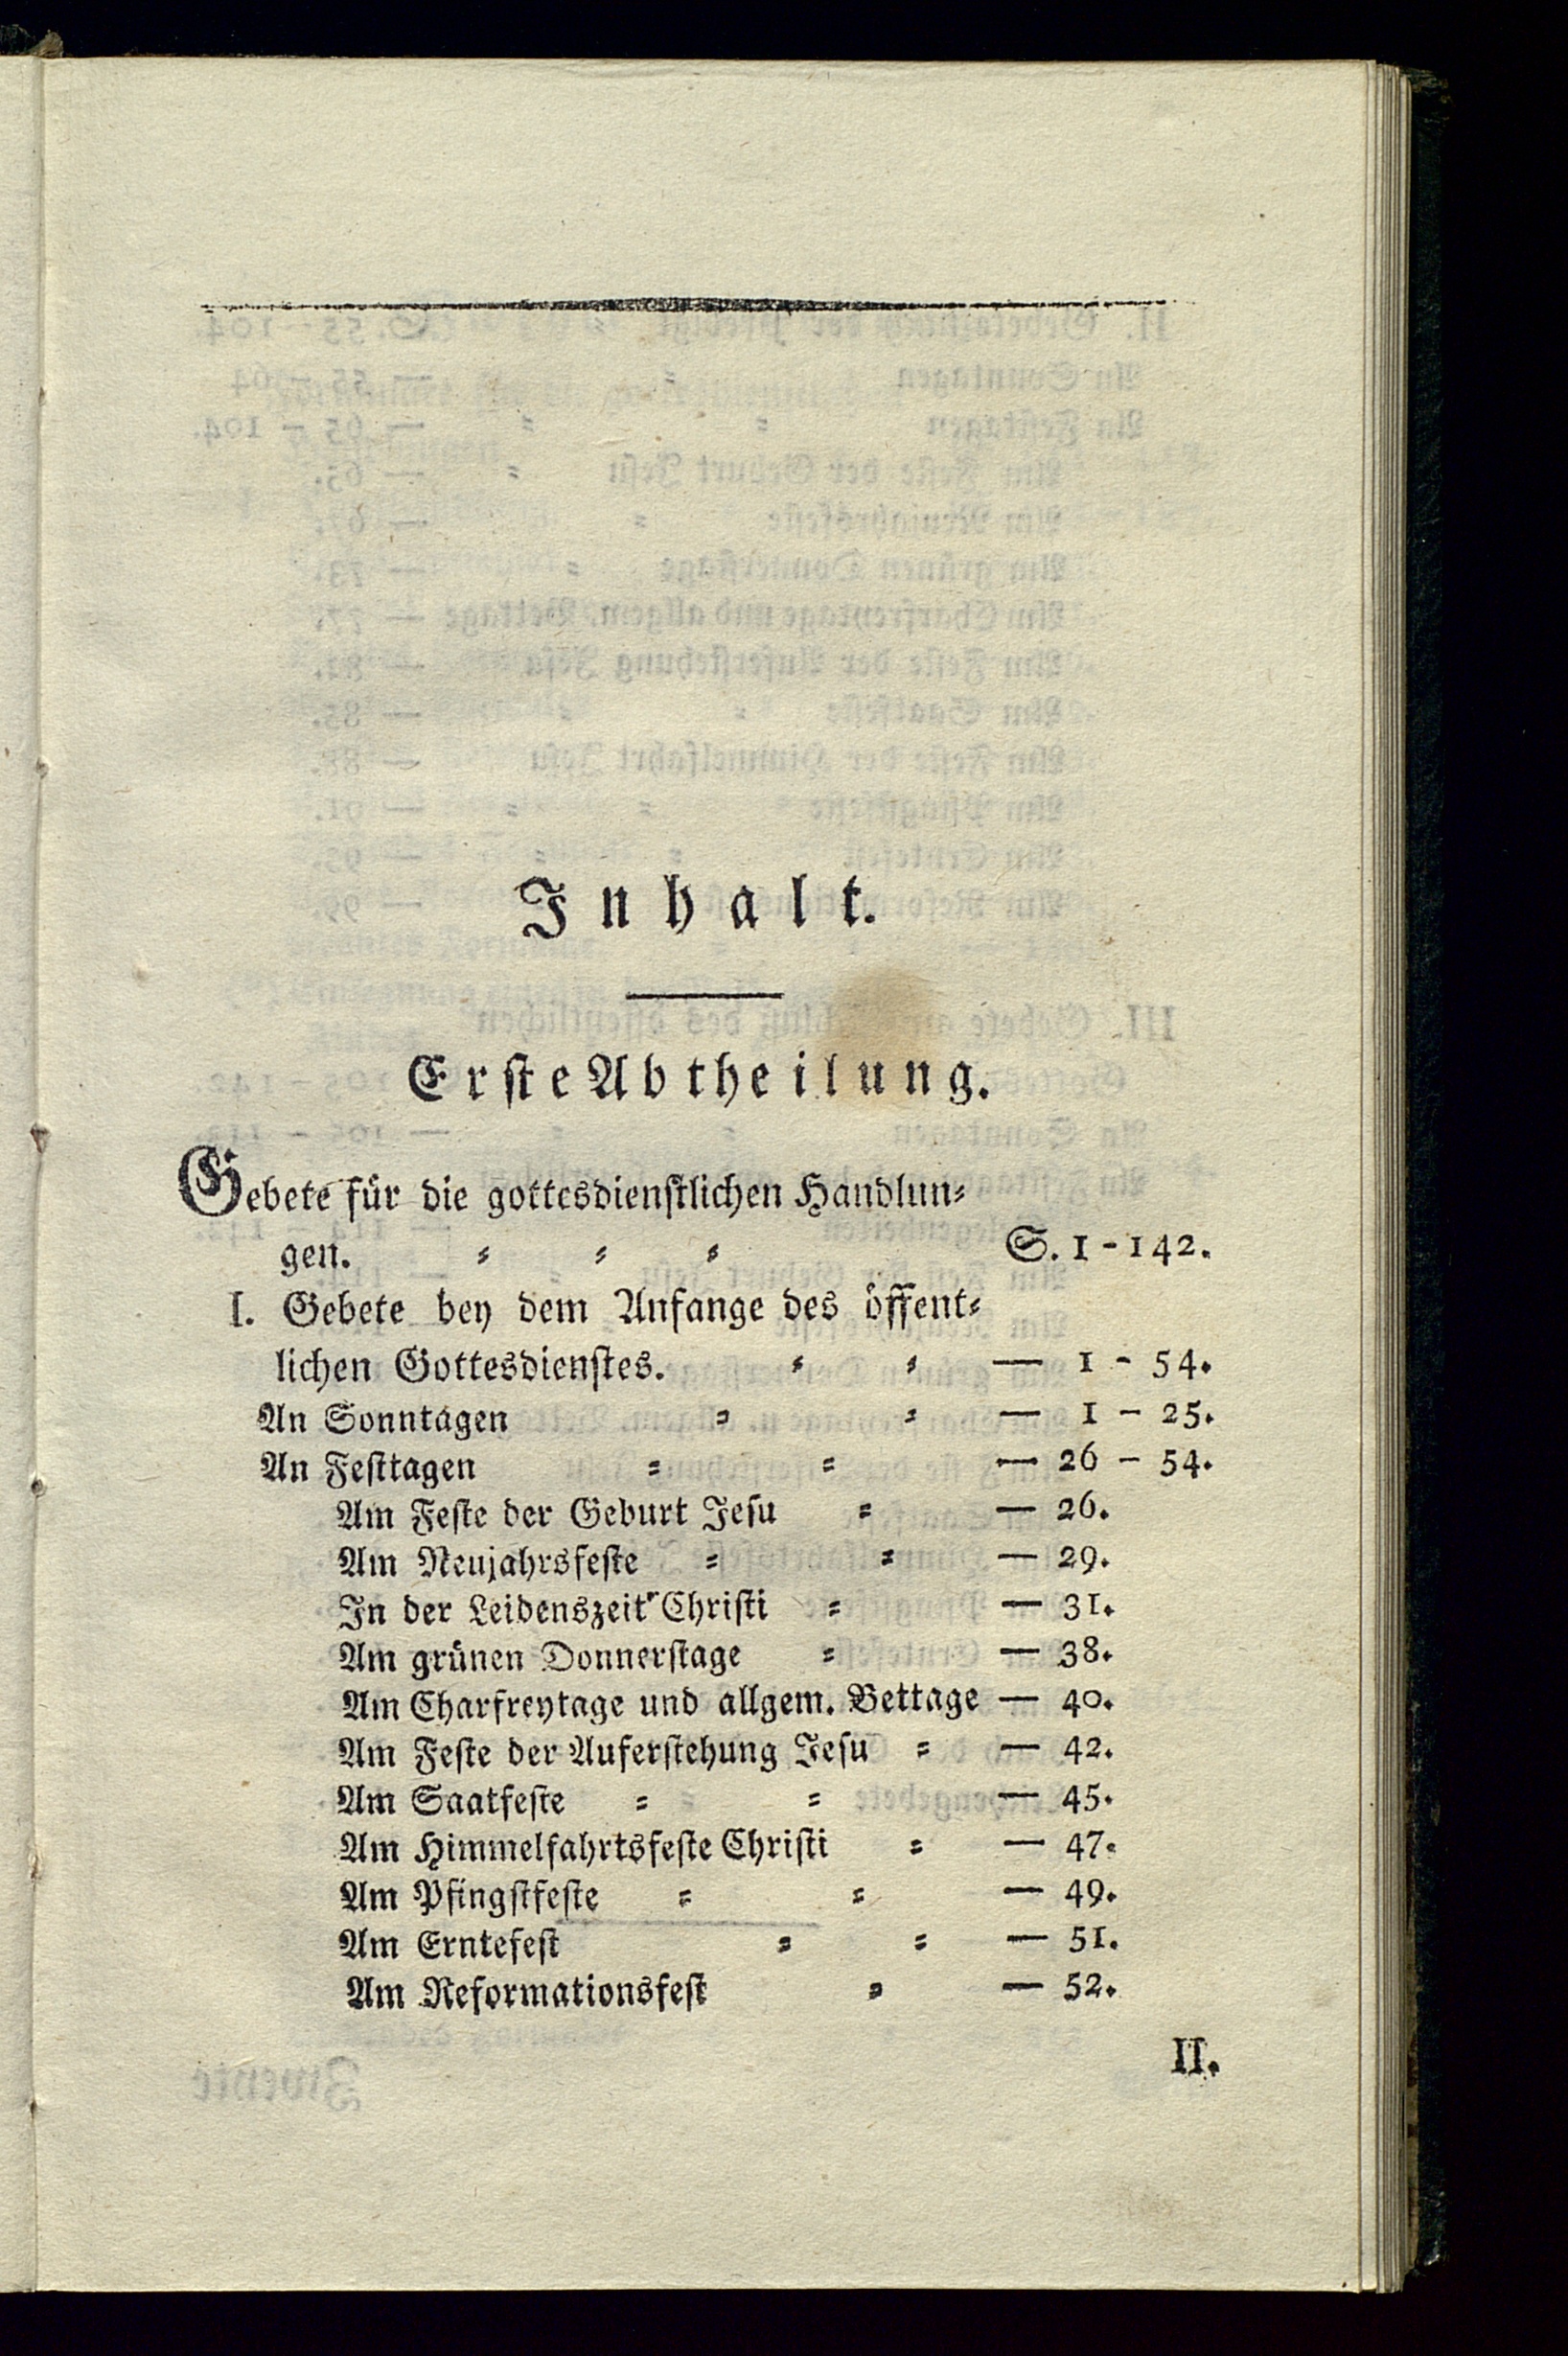 Inhalt.
Erste Abtheilung.
Gebete für die gottesdienstlichen Handlun⸗
gen. ⸗ ⸗ ⸗ S. 1 - 142.
I. Gebete bey dem Anfange des öffent⸗
lichen Gottesdienstes. ⸗ ⸗ — 1 - 54.
An Sonntagen ⸗ ⸗ — 1 - 25.
An Festtagen ⸗ ⸗ — 26 - 54.
Am Feste der Geburt Jesu ⸗ — 26.
Am Neujahrsfeste ⸗ ⸗ — 29.
In der Leidenszeit Christi ⸗ — 31.
Am grünen Donnerstage ⸗ — 38.
Am Charfreytage und allgem. Bettage — 40.
Am Feste der Auferstehung Jesu ⸗ — 42.
Am Saatfeste ⸗ ⸗ — 45.
Am Himmelfahrtsfeste Christi ⸗ — 47.
Am Pfingstfeste ⸗ ⸗ — 49.
Am Erntefest ⸗ ⸗ — 51.
Am Reformationsfest ⸗ — 52.
II.